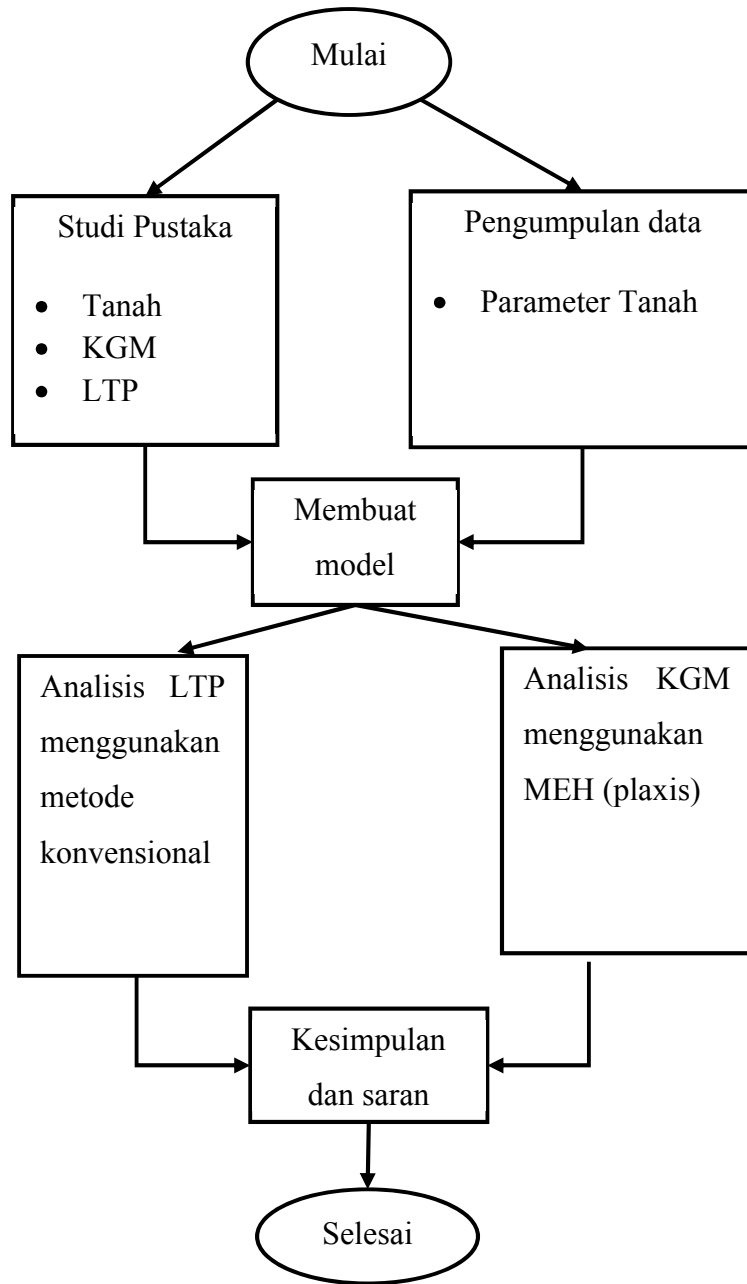 Mulai
Studi Pustaka
• Tanah
• KGM
• LTP
Pengumpulan data
• Parameter Tanah
Membuat
model
Analisis LTP
menggunakan
metode
konvensional
Analisis KGM
menggunakan
MEH (plaxis)
Kesimpulan
dan saran
Selesai